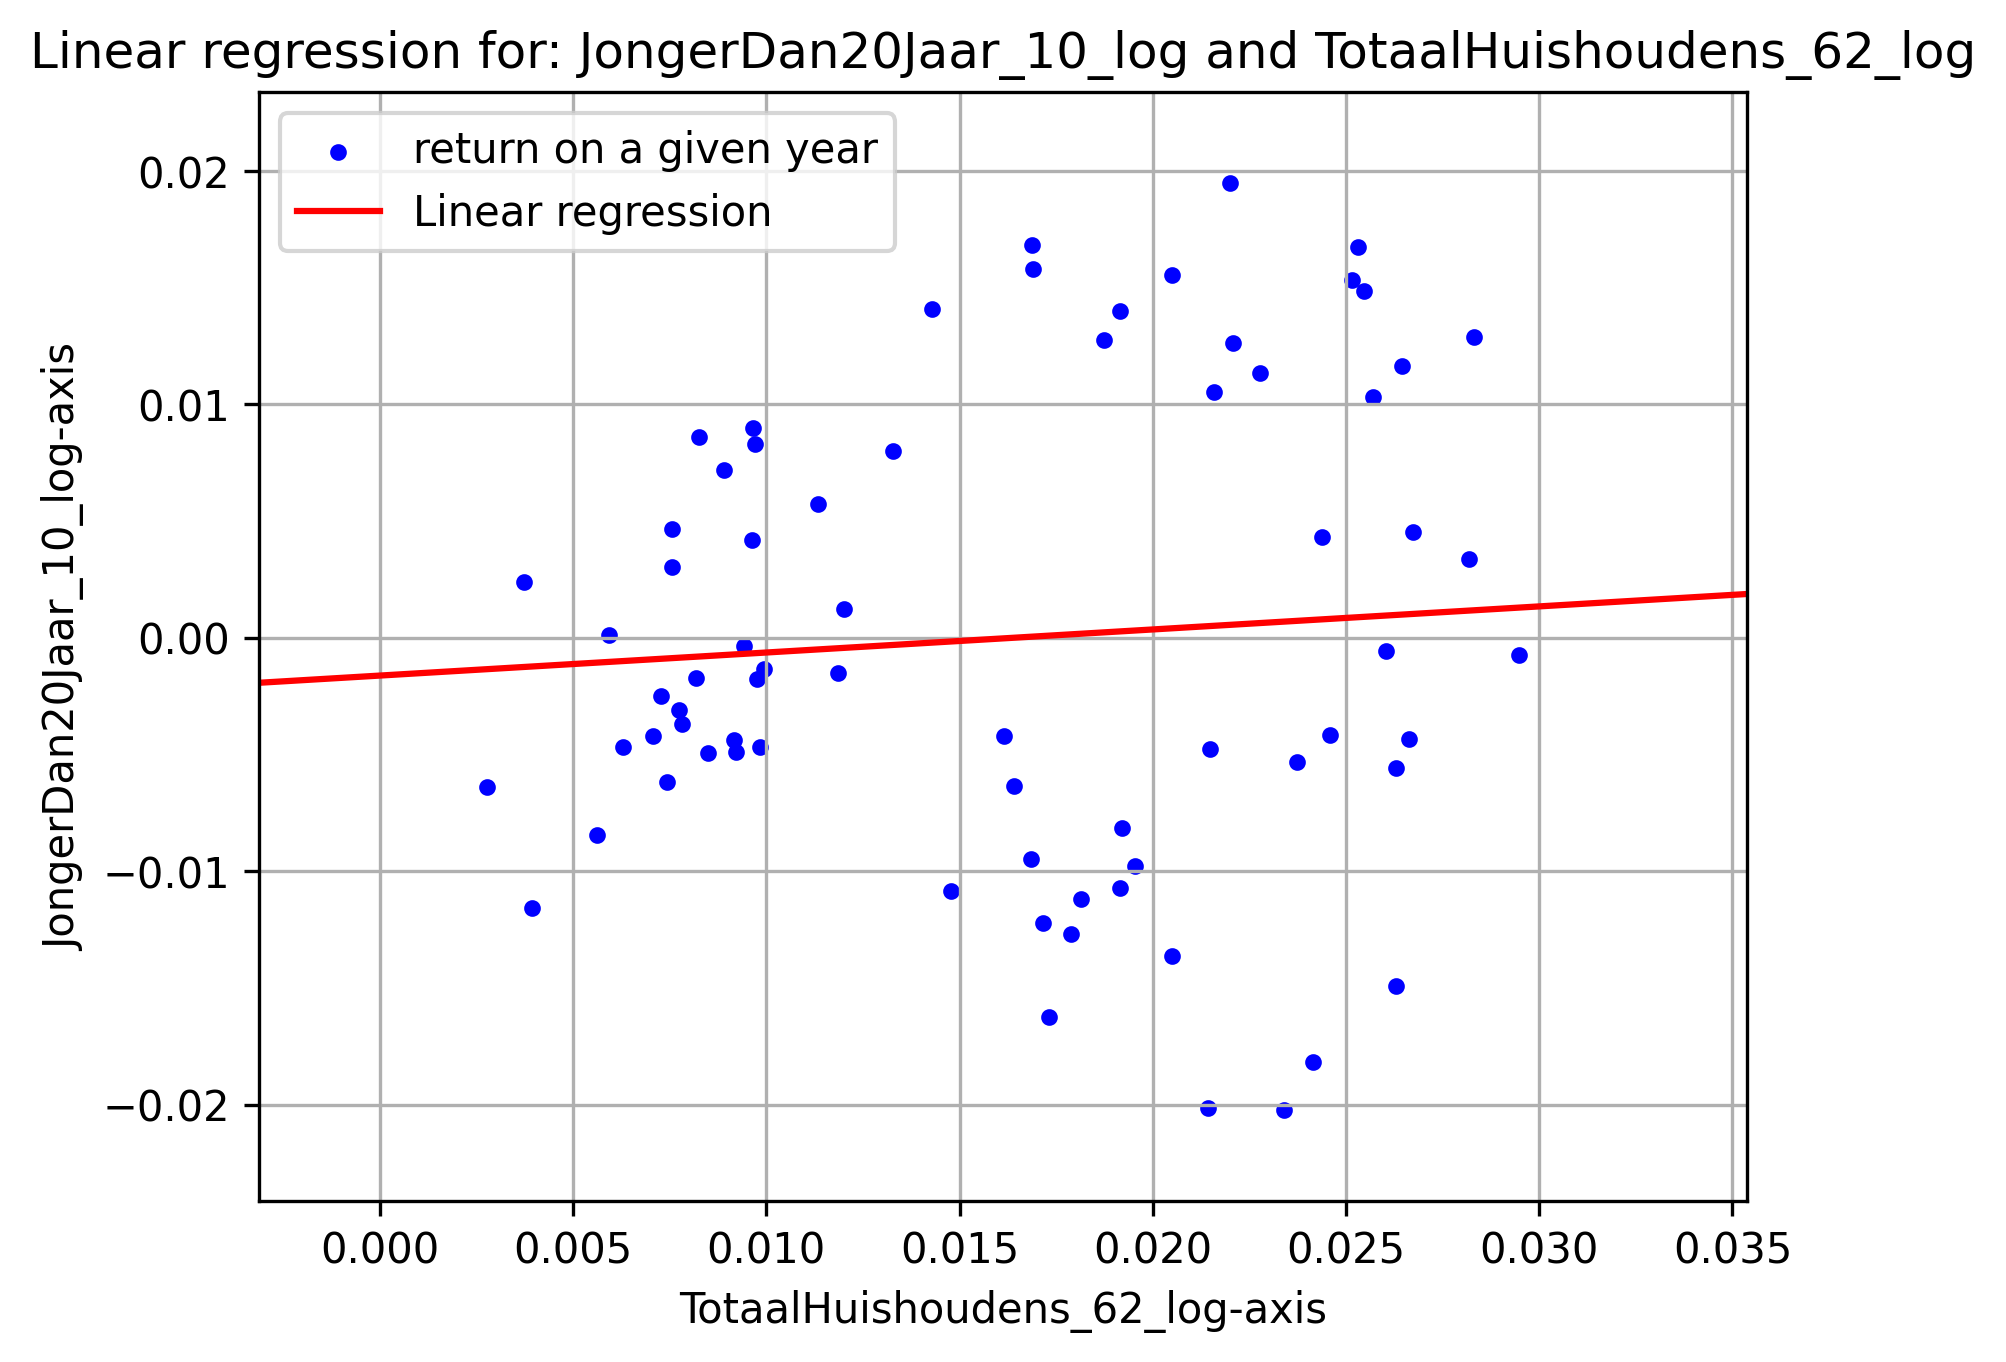 Linear regression for: JongerDan20Jaar_10_log and TotaalHuishoudens_62_log
return on a given year
Linear regression
0.02
0.01
0.00
−0.01
−0.02
JongerDan20Jaar_10_log-axis
0.000 0.005 0.010 0.015 0.020 0.025 0.030 0.035
TotaalHuishoudens_62_log-axis